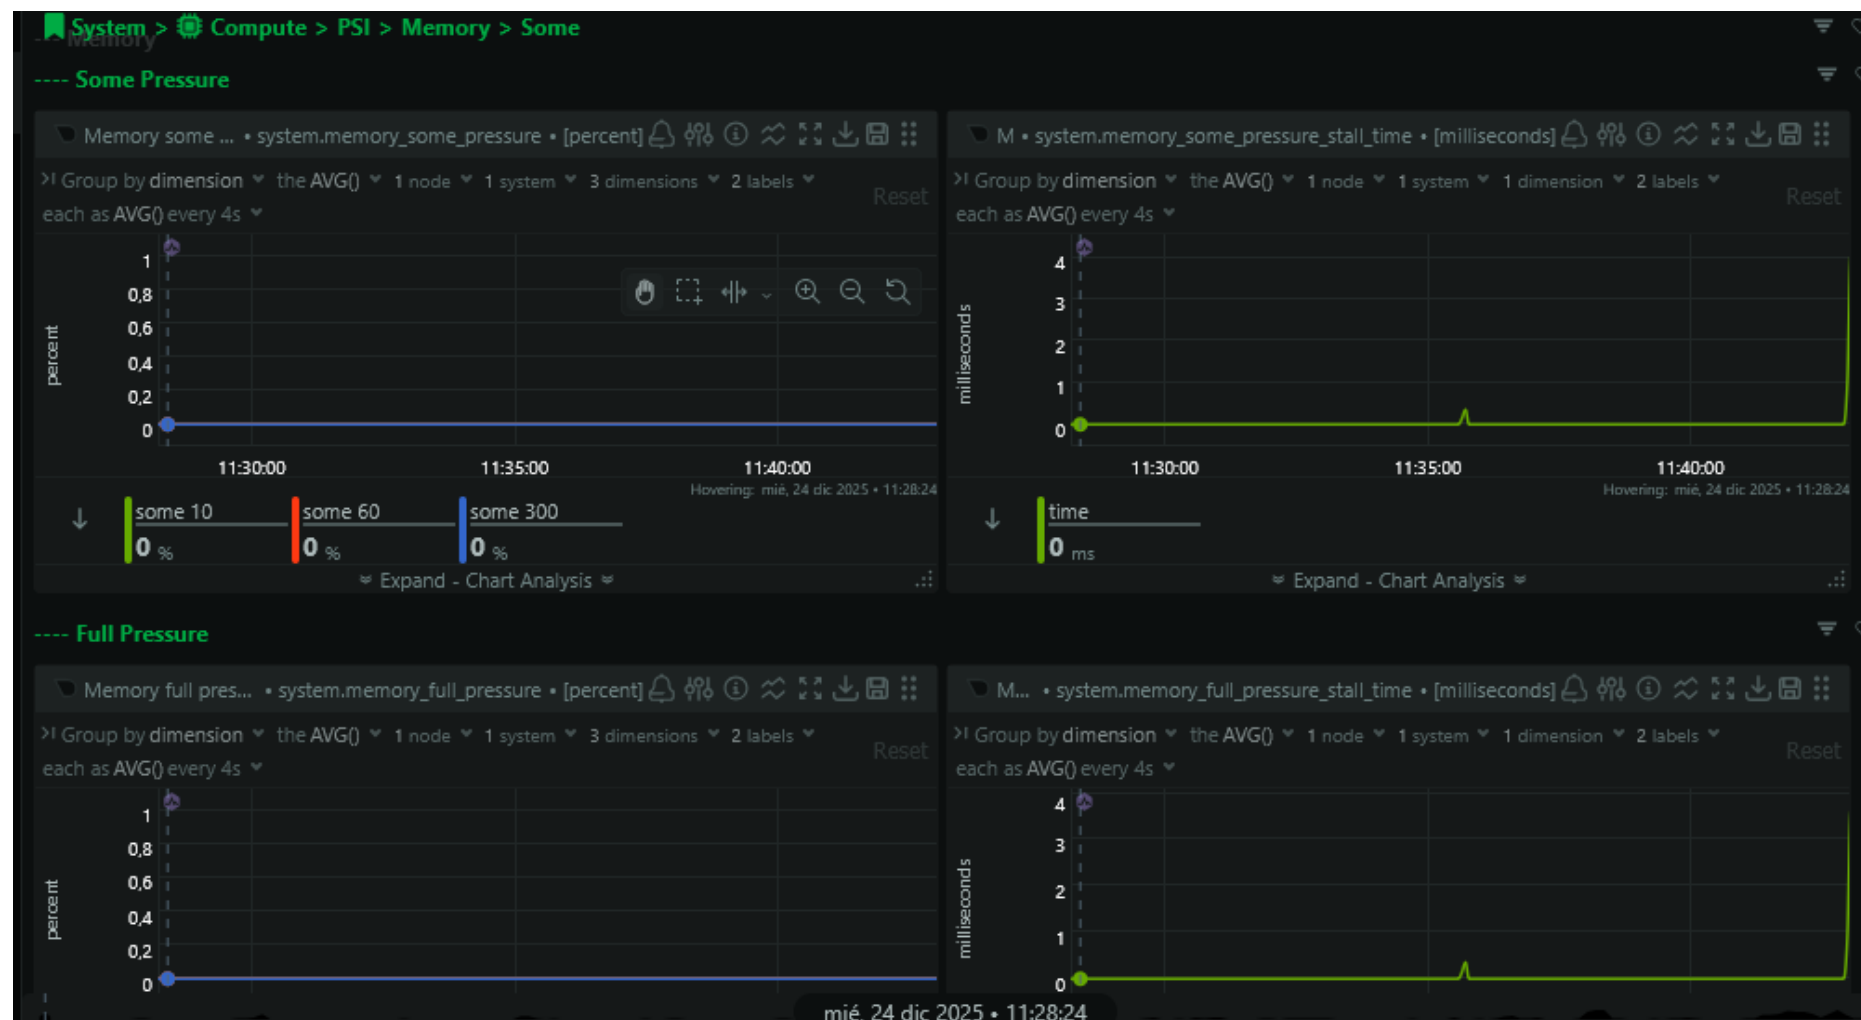 System > Compute > PSI > Memory > Some
--- Memory
---- Some Pressure
Memory some ... • system.memory_some_pressure • [percent]
Group by dimension the AVG() 1 node 1 system 3 dimensions 2 labels
each as AVG() every 4s
Reset
percent
1
0,8
0,6
0,4
0,2
0
11:30:00 11:35:00 11:40:00
Hovering: mié, 24 dic 2025 • 11:28:24
some 10 some 60 some 300
0 % 0 % 0 %
Expand - Chart Analysis
M • system.memory_some_pressure_stall_time • [milliseconds]
Group by dimension the AVG() 1 node 1 system 1 dimension 2 labels
each as AVG() every 4s
Reset
milliseconds
4
3
2
1
0
11:30:00 11:35:00 11:40:00
Hovering: mié, 24 dic 2025 • 11:28:24
time
0 ms
Expand - Chart Analysis
---- Full Pressure
Memory full pres... • system.memory_full_pressure • [percent]
Group by dimension the AVG() 1 node 1 system 3 dimensions 2 labels
each as AVG() every 4s
Reset
percent
1
0,8
0,6
0,4
0,2
0
M... • system.memory_full_pressure_stall_time • [milliseconds]
Group by dimension the AVG() 1 node 1 system 1 dimension 2 labels
each as AVG() every 4s
Reset
milliseconds
4
3
2
1
0
mié, 24 dic 2025 • 11:28:24